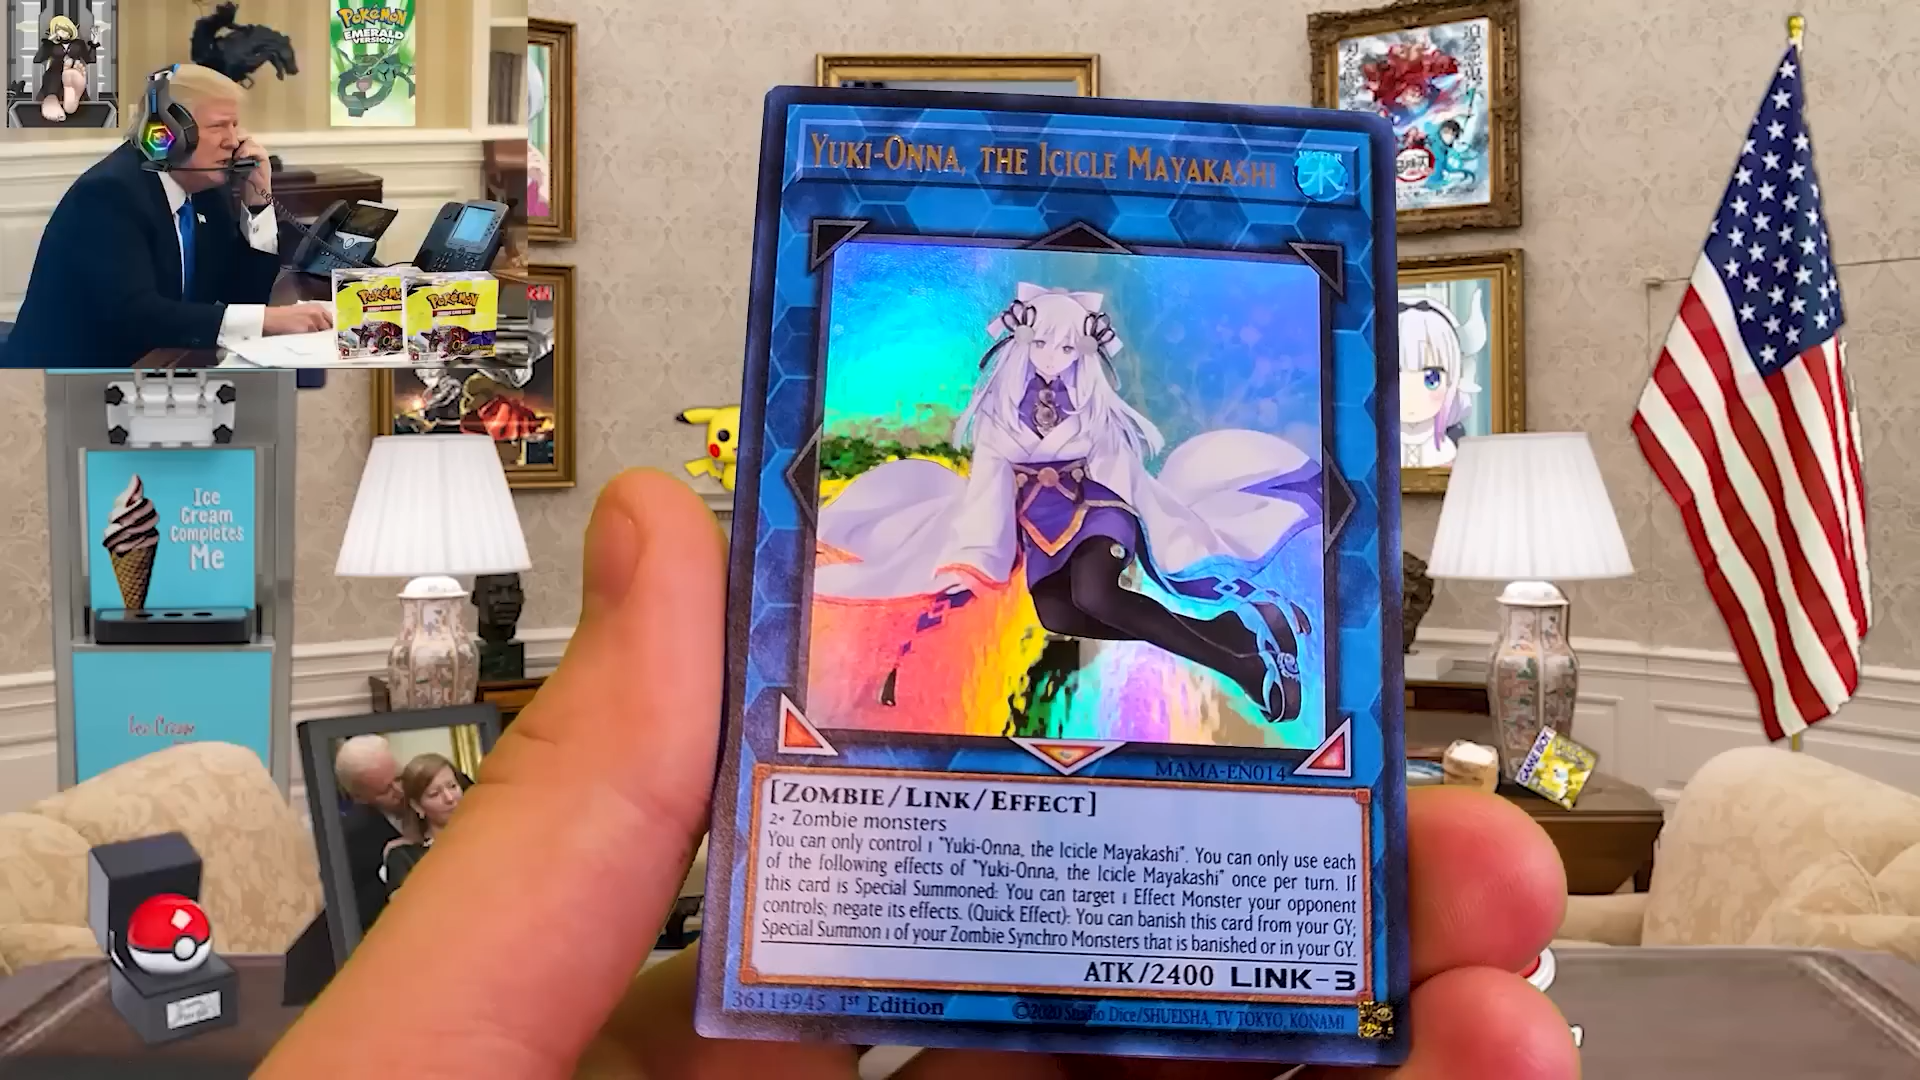 Pokémon
EMERALD
VERSION
Pokémon
Pokémon
Ice
Cream
Completes
Me
Ice Cream
GAME BOY
YUKI-ONNA, THE ICICLE MAYAKASHI
WATER
水
MAMA-EN014
[ZOMBIE/LINK/EFFECT]
2+ Zombie monsters
You can only control 1 "Yuki-Onna, the Icicle Mayakashi". You can only use each
of the following effects of "Yuki-Onna, the Icicle Mayakashi" once per turn. If
this card is Special Summoned: You can target 1 Effect Monster your opponent
controls; negate its effects. (Quick Effect): You can banish this card from your GY;
Special Summon 1 of your Zombie Synchro Monsters that is banished or in your GY.
ATK/2400 LINK-3
36114945 1st Edition
©2020 Studio Dice/SHUEISHA, TV TOKYO, KONAMI